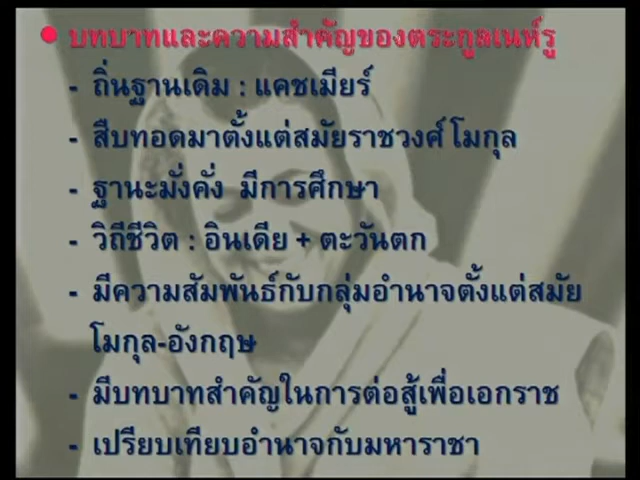 • บทบาทและความสำคัญของตระกูลเนห์รู
- ถิ่นฐานเดิม : แคชเมียร์
- สืบทอดมาตั้งแต่สมัยราชวงศ์โมกุล
- ฐานะมั่งคั่ง มีการศึกษา
- วิถีชีวิต : อินเดีย + ตะวันตก
- มีความสัมพันธ์กับกลุ่มอำนาจตั้งแต่สมัย
โมกุล-อังกฤษ
- มีบทบาทสำคัญในการต่อสู้เพื่อเอกราช
- เปรียบเทียบอำนาจกับมหาราชา